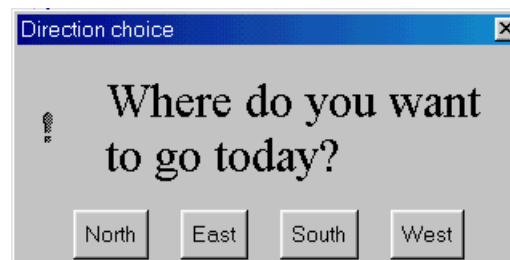 Direction choice
Where do you want
to go today?
North East South West